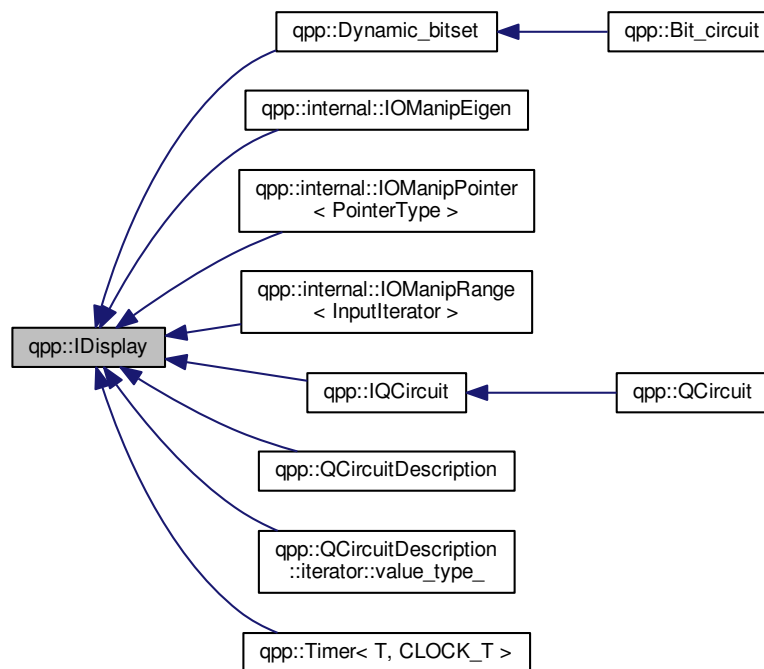 qpp::Dynamic_bitset
qpp::Bit_circuit
qpp::internal::IOManipEigen
qpp::internal::IOManipPointer
< PointerType >
qpp::internal::IOManipRange
< InputIterator >
qpp::IDisplay
qpp::IQCircuit
qpp::QCircuit
qpp::QCircuitDescription
qpp::QCircuitDescription
::iterator::value_type_
qpp::Timer< T, CLOCK_T >